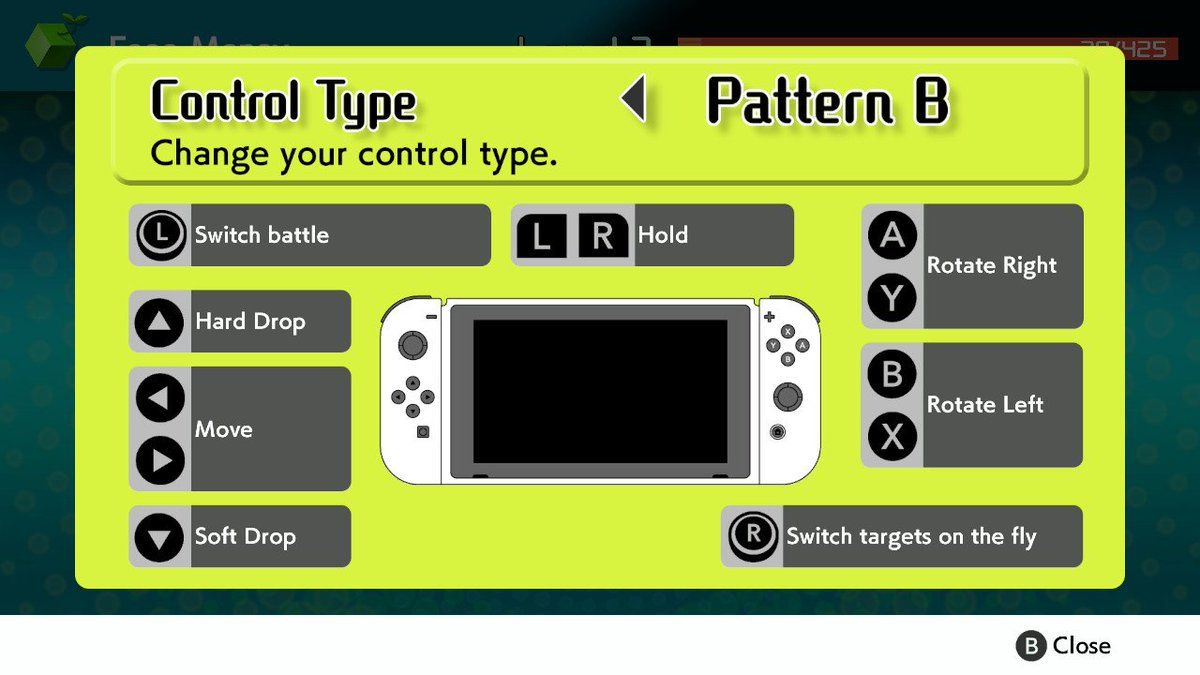 Control Type
Pattern B
Change your control type.
L Switch battle
L R Hold
A
Y
Rotate Right
Hard Drop
Move
B
X
Rotate Left
Soft Drop
R Switch targets on the fly
X
Y A
B
B Close